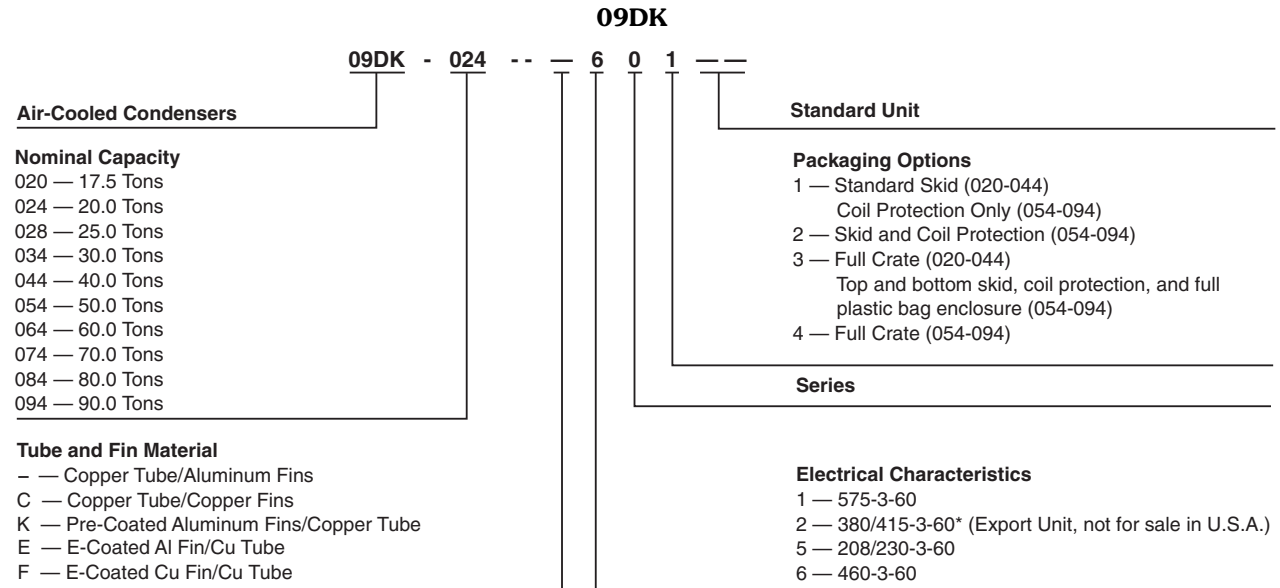 09DK
09DK - 024 - - — 6 0 1 — —
Air-Cooled Condensers
Nominal Capacity
020 — 17.5 Tons
024 — 20.0 Tons
028 — 25.0 Tons
034 — 30.0 Tons
044 — 40.0 Tons
054 — 50.0 Tons
064 — 60.0 Tons
074 — 70.0 Tons
084 — 80.0 Tons
094 — 90.0 Tons
Tube and Fin Material
– — Copper Tube/Aluminum Fins
C — Copper Tube/Copper Fins
K — Pre-Coated Aluminum Fins/Copper Tube
E — E-Coated Al Fin/Cu Tube
F — E-Coated Cu Fin/Cu Tube
Standard Unit
Packaging Options
1 — Standard Skid (020-044)
Coil Protection Only (054-094)
2 — Skid and Coil Protection (054-094)
3 — Full Crate (020-044)
Top and bottom skid, coil protection, and full
plastic bag enclosure (054-094)
4 — Full Crate (054-094)
Series
Electrical Characteristics
1 — 575-3-60
2 — 380/415-3-60* (Export Unit, not for sale in U.S.A.)
5 — 208/230-3-60
6 — 460-3-60